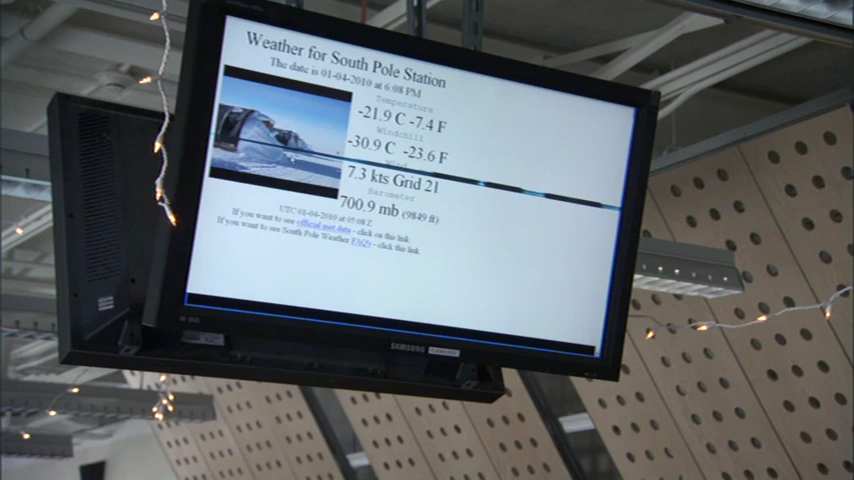 Weather for South Pole Station
The date is 01-04-2010 at 6:08 PM
Temperature
-21.9 C -7.4 F
Windchill
-30.9 C -23.6 F
Wind
7.3 kts Grid 21
Barometer
700.9 mb (9849 ft)
UTC 01-04-2010 at 05:08 Z
If you want to see official met data - click on this link.
If you want to see South Pole Weather FAQs - click this link.
SAMSUNG